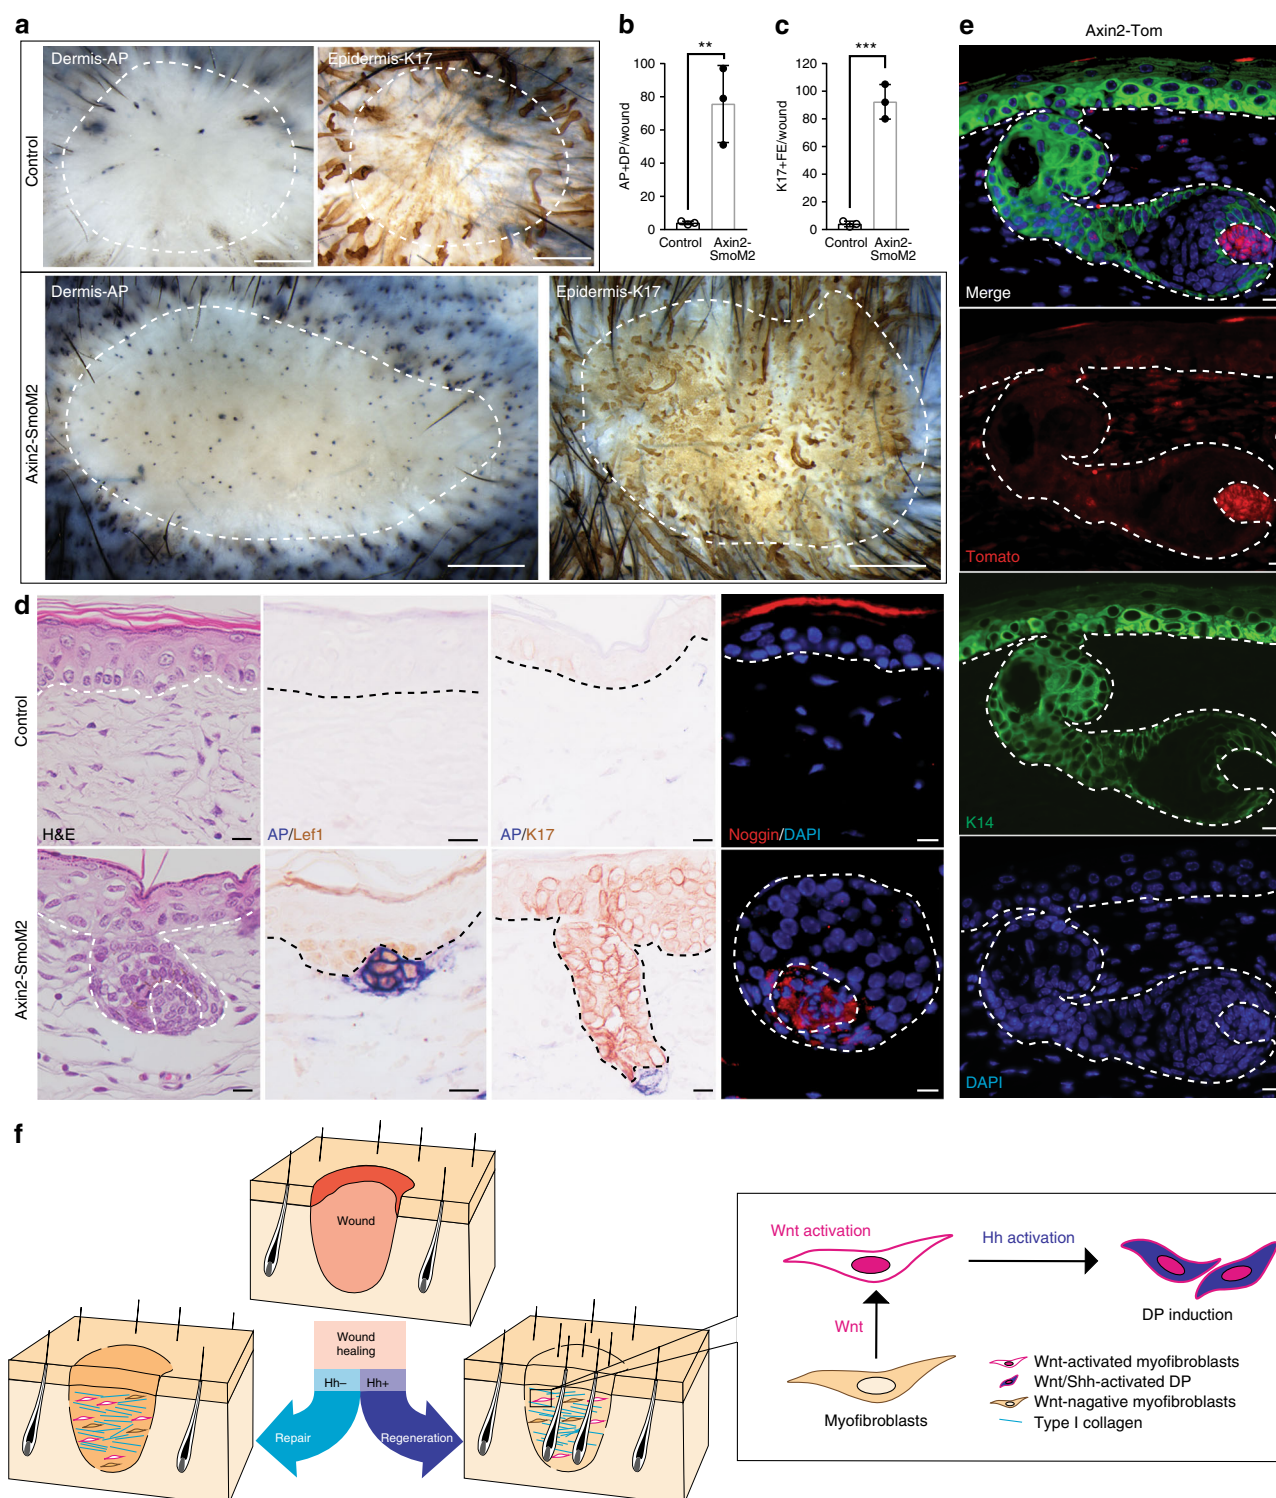 a
Control
Dermis-AP
Epidermis-K17
Axin2-SmoM2
Dermis-AP
Epidermis-K17
b
**
AP+DP/wound
100
80
60
40
20
0
Control
Axin2-
SmoM2
c
***
K17+FE/wound
120
100
80
60
40
20
0
Control
Axin2-
SmoM2
d
Control
H&E
AP/Lef1
AP/K17
Noggin/DAPI
Axin2-SmoM2
e
Axin2-Tom
Merge
Tomato
K14
DAPI
f
Wound
Wound
healing
Hh–
Hh+
Repair
Regeneration
Wnt activation
Hh activation
DP induction
Wnt
Myofibroblasts
Wnt-activated myofibroblasts
Wnt/Shh-activated DP
Wnt-nagative myofibroblasts
Type I collagen